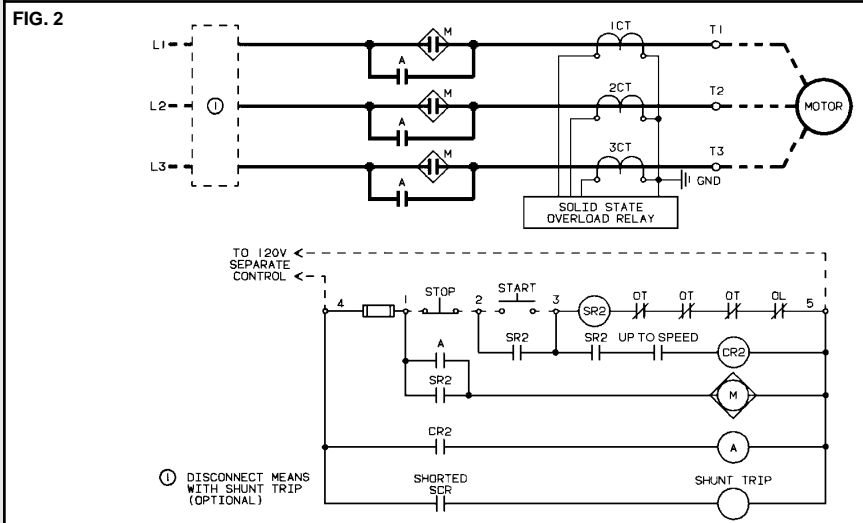 FIG. 2
L1
M
A
1CT
T1
L2
①
M
A
2CT
T2
MOTOR
L3
M
A
3CT
T3
GND
SOLID STATE
OVERLOAD RELAY
TO 120V
SEPARATE
CONTROL
4
1
STOP
2
START
3
SR2
OT
OT
OT
OL
5
SR2
SR2
UP TO SPEED
CR2
A
SR2
M
CR2
A
① DISCONNECT MEANS
WITH SHUNT TRIP
(OPTIONAL)
SHORTED
SCR
SHUNT TRIP